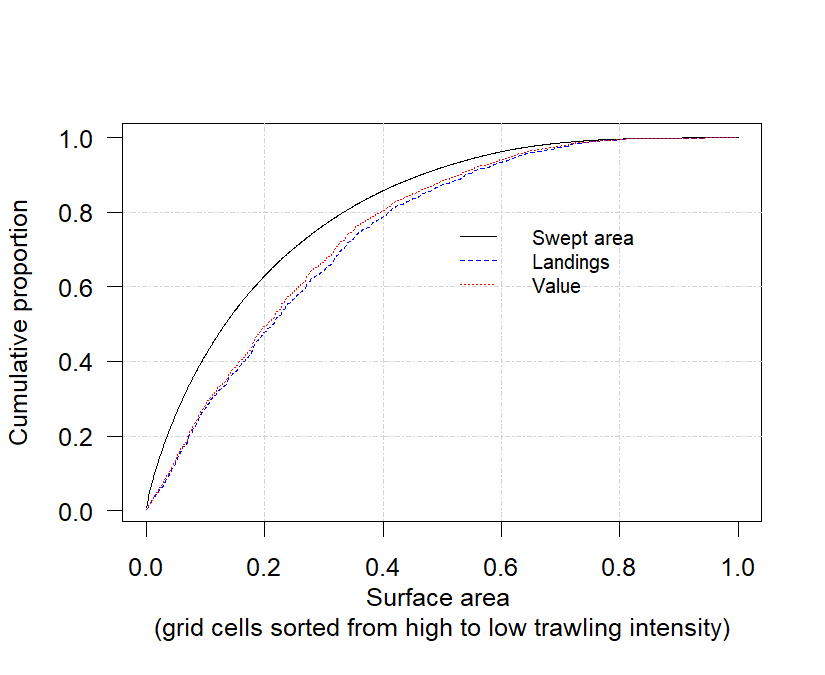 1.0
0.8
0.6
0.4
0.2
0.0
Cumulative proportion
Swept area
Landings
Value
0.0 0.2 0.4 0.6 0.8 1.0
Surface area
(grid cells sorted from high to low trawling intensity)